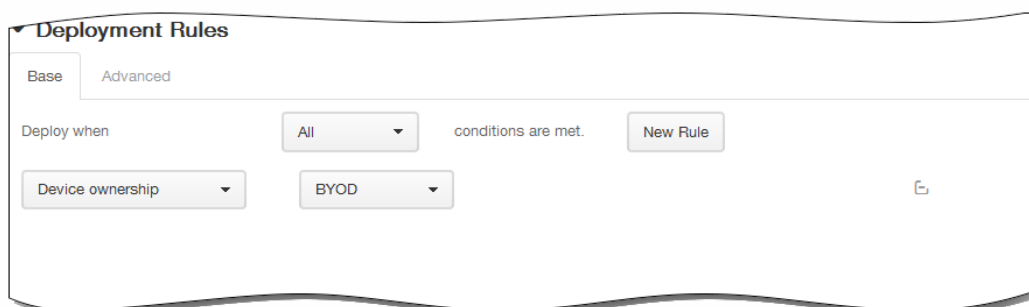 Deployment Rules
Base Advanced
Deploy when All conditions are met. New Rule
Device ownership BYOD